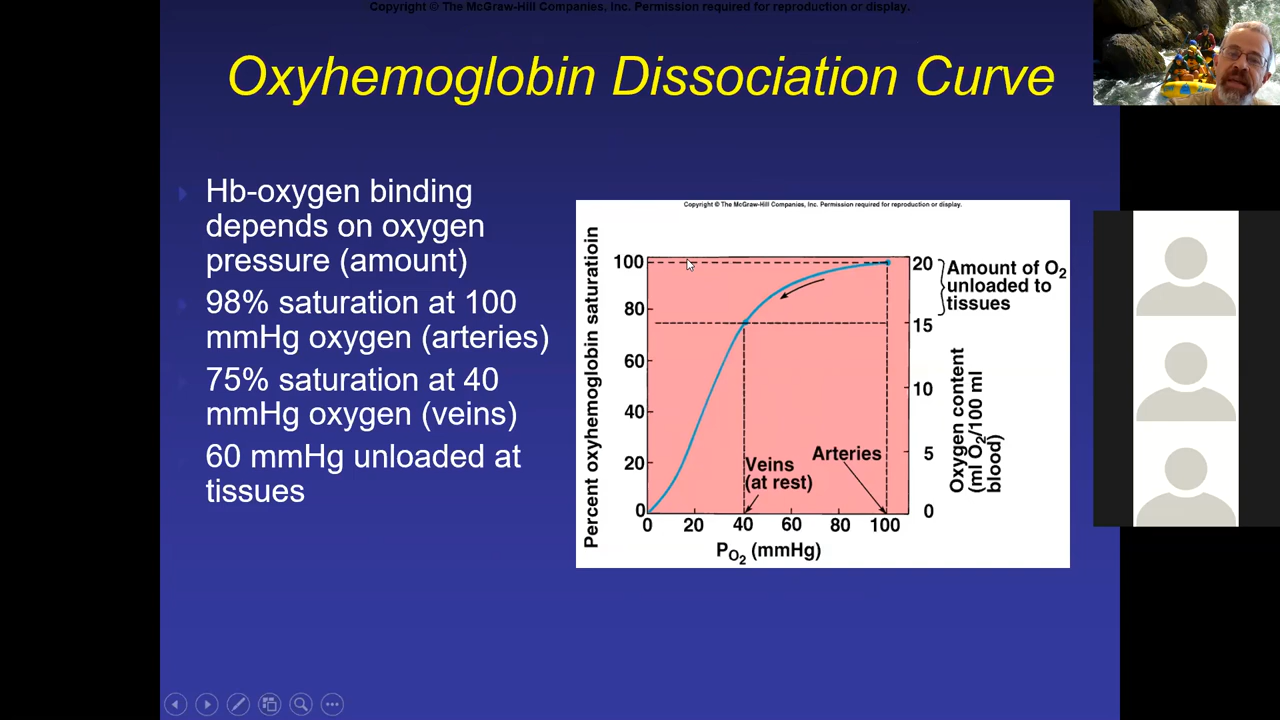 Copyright © The McGraw-Hill Companies, Inc. Permission required for reproduction or display.
Oxyhemoglobin Dissociation Curve
Hb-oxygen binding
depends on oxygen
pressure (amount)
98% saturation at 100
mmHg oxygen (arteries)
75% saturation at 40
mmHg oxygen (veins)
60 mmHg unloaded at
tissues
Copyright © The McGraw-Hill Companies, Inc. Permission required for reproduction or display.
Percent oxyhemoglobin saturatioin
100
80
60
40
20
0
0 20 40 60 80 100
PO2 (mmHg)
Veins
(at rest)
Arteries
20
15
10
5
0
Amount of O2
unloaded to
tissues
Oxygen content
(ml O2/100 ml
blood)